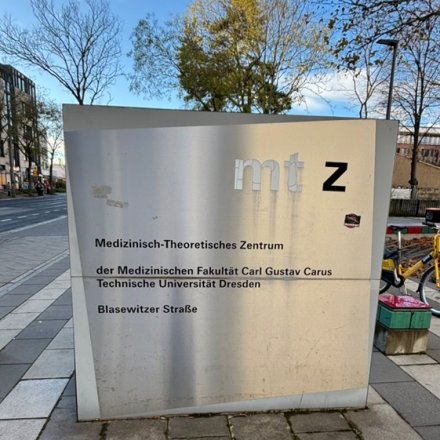 mtz
Medizinisch-Theoretisches Zentrum
der Medizinischen Fakultät Carl Gustav Carus
Technische Universität Dresden
Blasewitzer Straße